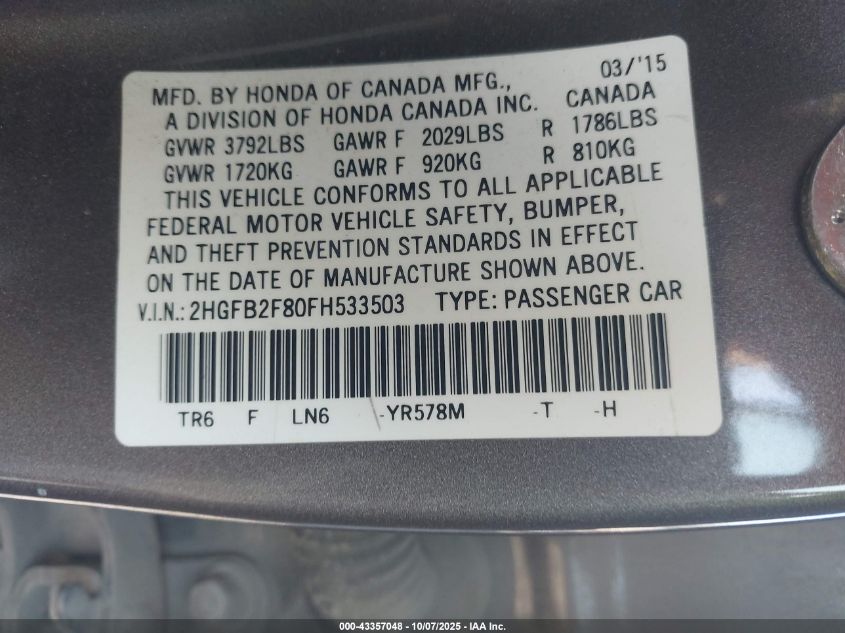 03/'15
MFD. BY HONDA OF CANADA MFG., CANADA
A DIVISION OF HONDA CANADA INC.
GVWR 3792LBS GAWR F 2029LBS R 1786LBS
GVWR 1720KG GAWR F 920KG R 810KG
THIS VEHICLE CONFORMS TO ALL APPLICABLE
FEDERAL MOTOR VEHICLE SAFETY, BUMPER,
AND THEFT PREVENTION STANDARDS IN EFFECT
ON THE DATE OF MANUFACTURE SHOWN ABOVE.
V.I.N.: 2HGFB2F80FH533503 TYPE: PASSENGER CAR
TR6 F LN6 -YR578M -T -H
000-43357048 - 10/07/2025 - IAA Inc.